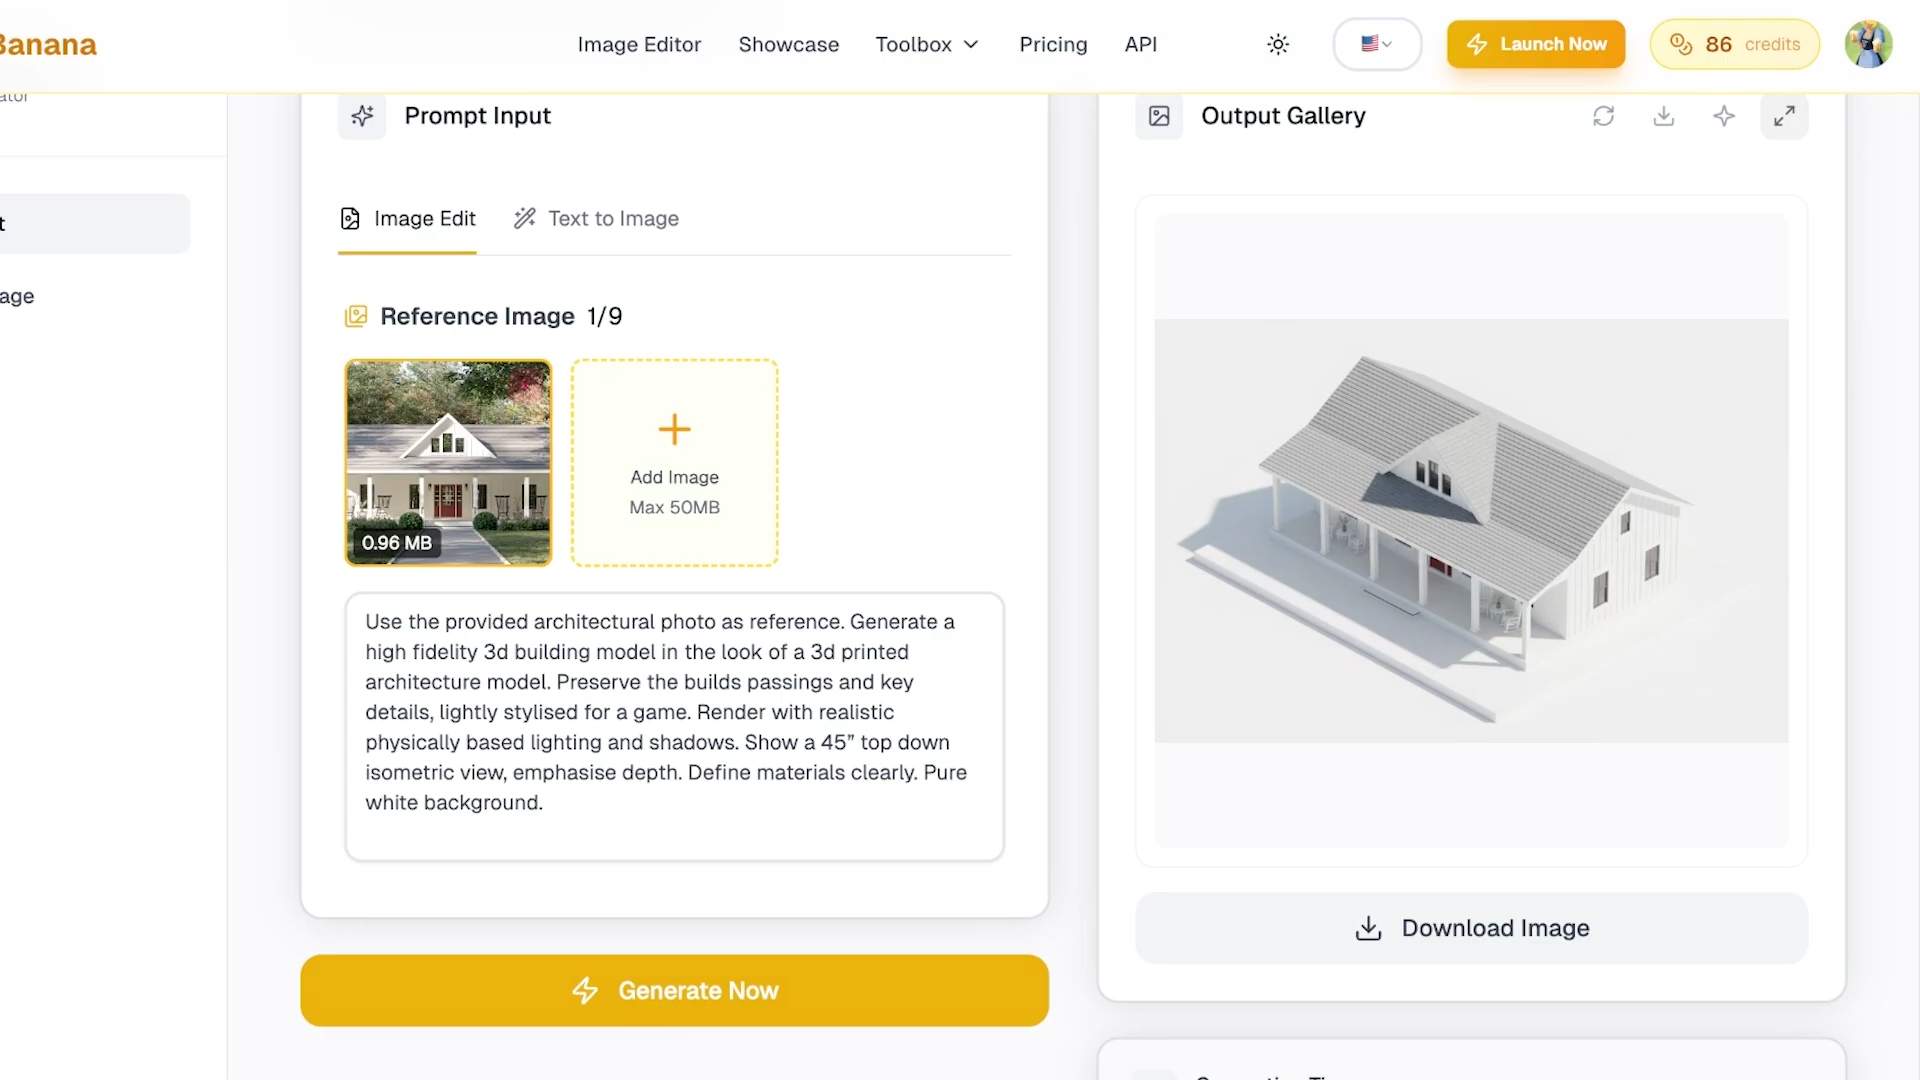 Banana
Image Editor
Showcase
Toolbox
Pricing
API
Launch Now
86 credits
Prompt Input
Image Edit
Text to Image
Reference Image 1/9
0.96 MB
Add Image
Max 50MB
Use the provided architectural photo as reference. Generate a
high fidelity 3d building model in the look of a 3d printed
architecture model. Preserve the builds passings and key
details, lightly stylised for a game. Render with realistic
physically based lighting and shadows. Show a 45” top down
isometric view, emphasise depth. Define materials clearly. Pure
white background.
Generate Now
Output Gallery
Download Image